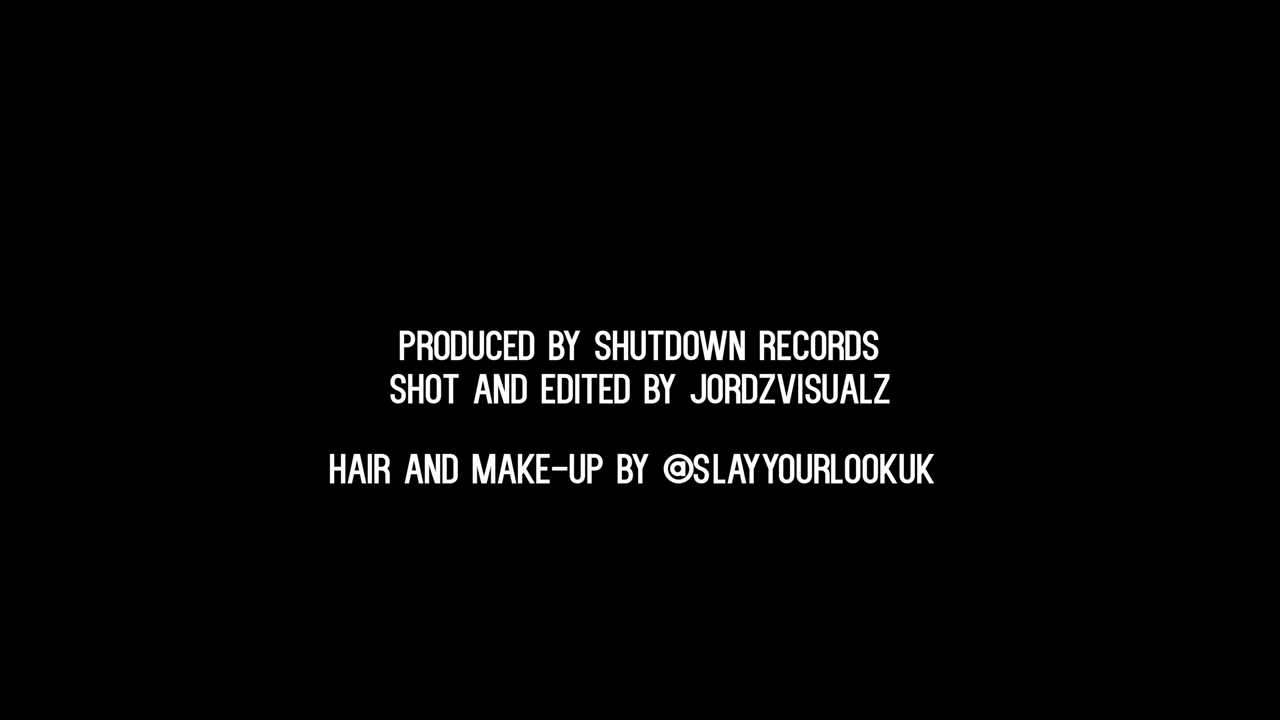 PRODUCED BY SHUTDOWN RECORDS
SHOT AND EDITED BY JORDZVISUALZ
HAIR AND MAKE-UP BY @SLAYYOURLOOKUK